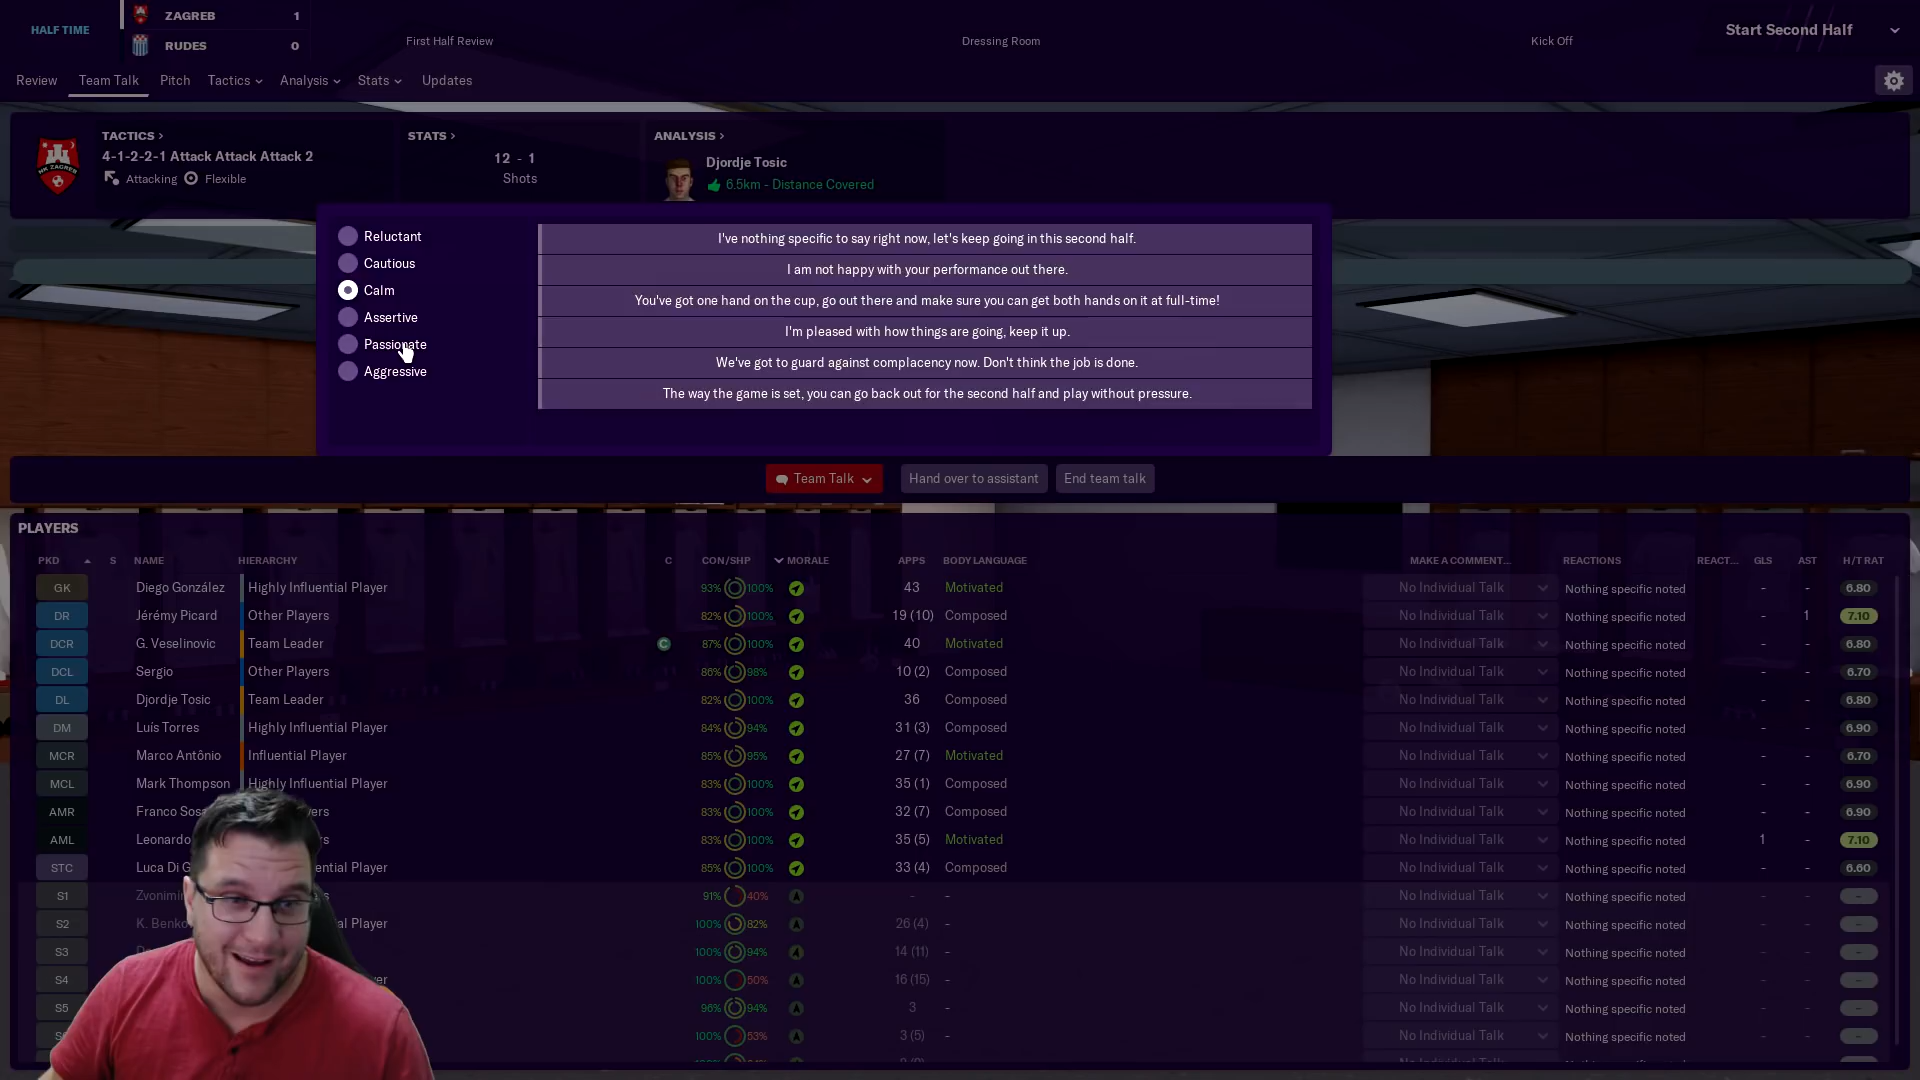 HALF TIME
ZAGREB 1
RUDES 0
First Half Review
Dressing Room
Kick Off
Start Second Half
Review Team Talk Pitch Tactics Analysis Stats Updates
NK ZAGREB
TACTICS >
4-1-2-2-1 Attack Attack Attack 2
Attacking Flexible
STATS >
12 - 1
Shots
ANALYSIS >
Djordje Tosic
6.5km - Distance Covered
Reluctant
Cautious
Calm
Assertive
Passionate
Aggressive
I've nothing specific to say right now, let's keep going in this second half.
I am not happy with your performance out there.
You've got one hand on the cup, go out there and make sure you can get both hands on it at full-time!
I'm pleased with how things are going, keep it up.
We've got to guard against complacency now. Don't think the job is done.
The way the game is set, you can go back out for the second half and play without pressure.
Team Talk Hand over to assistant End team talk
PLAYERS
PKD S NAME HIERARCHY C CON/SHP MORALE APPS BODY LANGUAGE MAKE A COMMENT... REACTIONS REACT... GLS AST H/T RAT
GK Diego González Highly Influential Player 93% 100% 43 Motivated No Individual Talk Nothing specific noted - - 6.80
DR Jérémy Picard Other Players 82% 100% 19 (10) Composed No Individual Talk Nothing specific noted - 1 7.10
DCR G. Veselinovic Team Leader C 87% 100% 40 Motivated No Individual Talk Nothing specific noted - - 6.80
DCL Sergio Other Players 86% 98% 10 (2) Composed No Individual Talk Nothing specific noted - - 6.70
DL Djordje Tosic Team Leader 82% 100% 36 Composed No Individual Talk Nothing specific noted - - 6.80
DM Luís Torres Highly Influential Player 84% 94% 31 (3) Composed No Individual Talk Nothing specific noted - - 6.90
MCR Marco Antônio Influential Player 85% 95% 27 (7) Motivated No Individual Talk Nothing specific noted - - 6.70
MCL Mark Thompson Highly Influential Player 83% 100% 35 (1) Composed No Individual Talk Nothing specific noted - - 6.90
AMR Franco Sosa 83% 100% 32 (7) Composed No Individual Talk Nothing specific noted - - 6.90
AML Leonardo 83% 100% 35 (5) Motivated No Individual Talk Nothing specific noted 1 - 7.10
STC Luca Di Player 85% 100% 33 (4) Composed No Individual Talk Nothing specific noted - - 6.60
S1 91% 40% - - No Individual Talk Nothing specific noted - - -
S2 K. Player 100% 82% 26 (4) - No Individual Talk Nothing specific noted - - -
S3 100% 94% 14 (11) - No Individual Talk Nothing specific noted - - -
S4 100% 50% 16 (15) - No Individual Talk Nothing specific noted - - -
S5 96% 94% 3 - No Individual Talk Nothing specific noted - - -
100% 53% 3 (5) - No Individual Talk Nothing specific noted - - -